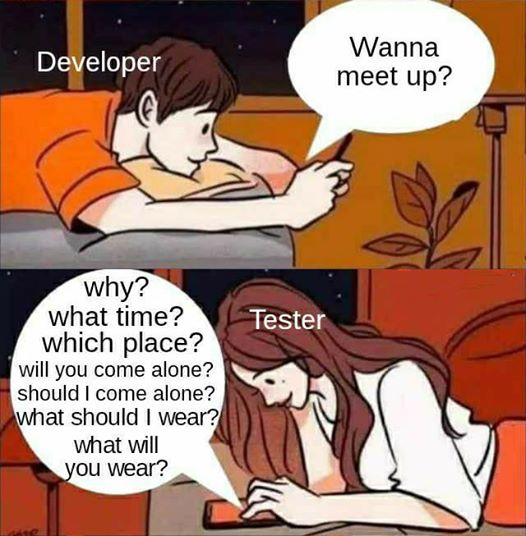 Developer
Wanna
meet up?
why?
what time?
which place?
will you come alone?
should I come alone?
what should I wear?
what will
you wear?
Tester